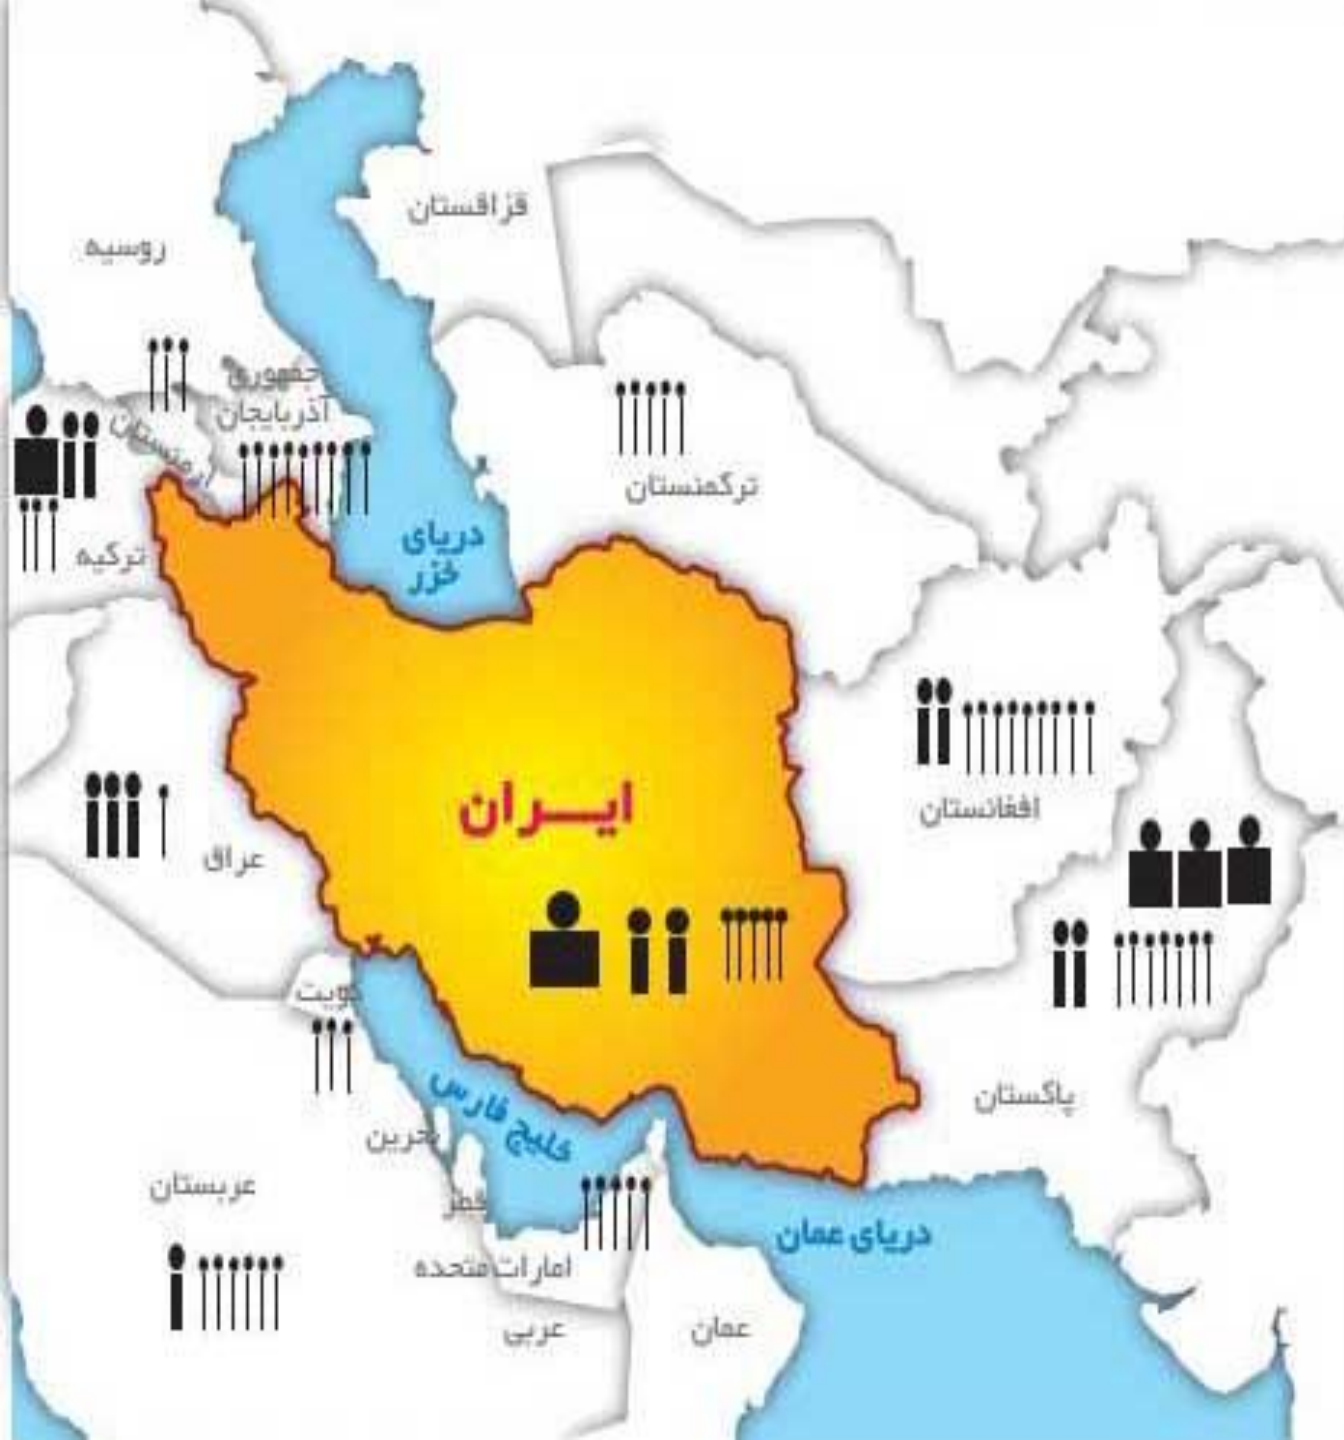 قزاقستان
روسیه
جمهوری
آذربایجان
ارمنستان
ترکمنستان
دریای
خزر
ترکیه
ایــران
افغانستان
عراق
کویت
پاکستان
خلیج فارس
بحرین
عربستان
قطر
دریای عمان
امارات متحده
عربی
عمان